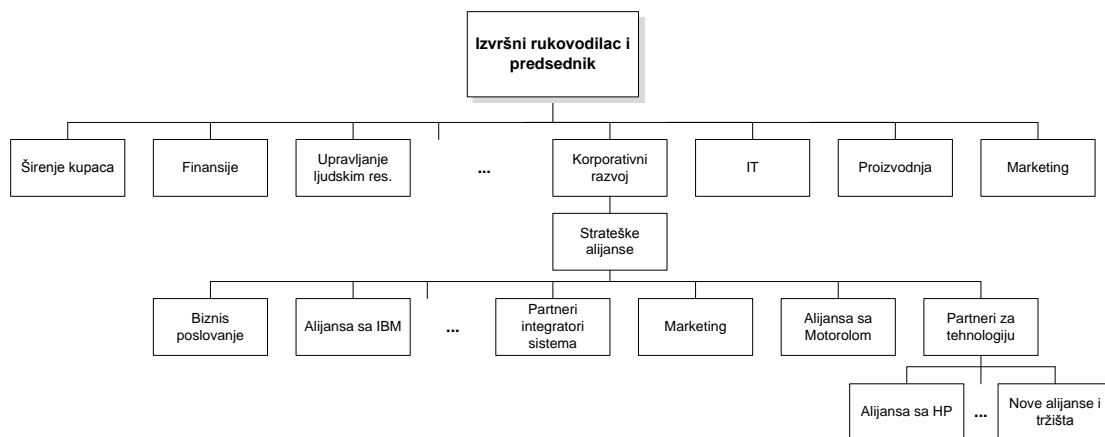 Izvršni rukovodilac i
predsednik
Širenje kupaca
Finansije
Upravljanje
ljudskim res.
...
Korporativni
razvoj
IT
Proizvodnja
Marketing
Strateške
alijanse
Biznis
poslovanje
Alijansa sa IBM
...
Partneri
integratori
sistema
Marketing
Alijansa sa
Motorolom
Partneri za
tehnologiju
Alijansa sa HP
...
Nove alijanse i
tržišta